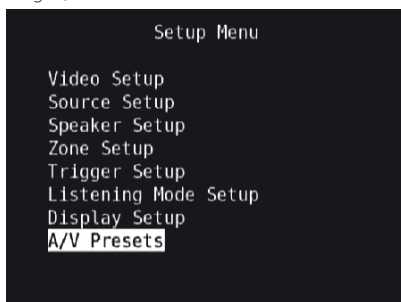 Setup Menu
Video Setup
Source Setup
Speaker Setup
Zone Setup
Trigger Setup
Listening Mode Setup
Display Setup
A/V Presets